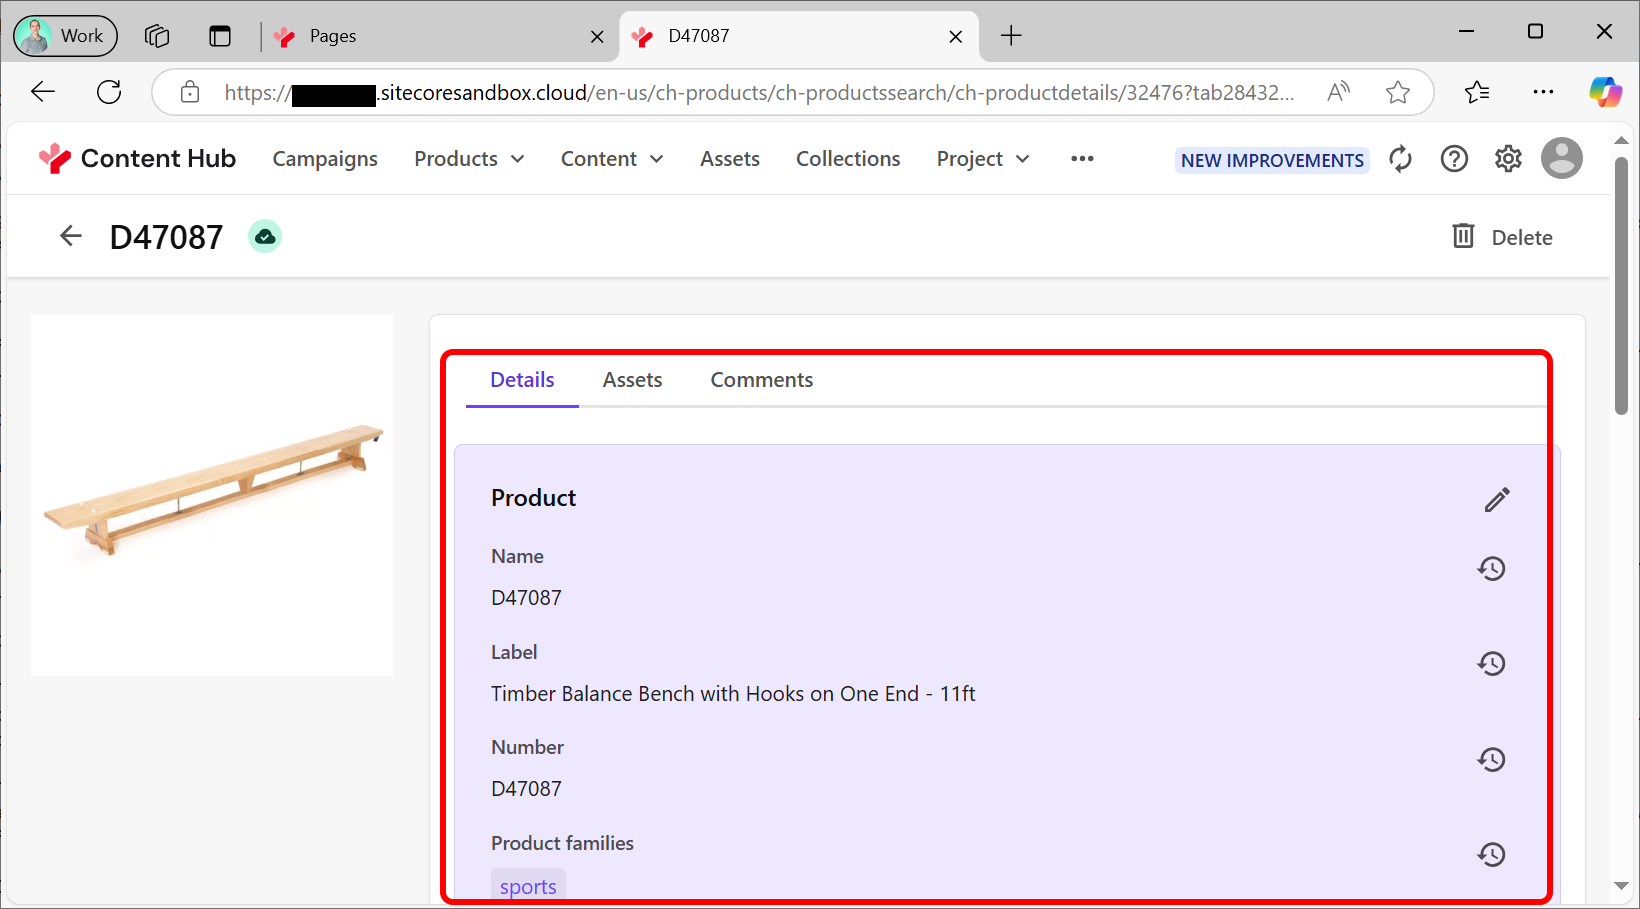 Work
Pages
D47087
https:// .sitecoresandbox.cloud/en-us/ch-products/ch-productssearch/ch-productdetails/32476?tab28432...
Content Hub
Campaigns
Products
Content
Assets
Collections
Project
NEW IMPROVEMENTS
D47087
Delete
Details
Assets
Comments
Product
Name
D47087
Label
Timber Balance Bench with Hooks on One End - 11ft
Number
D47087
Product families
sports